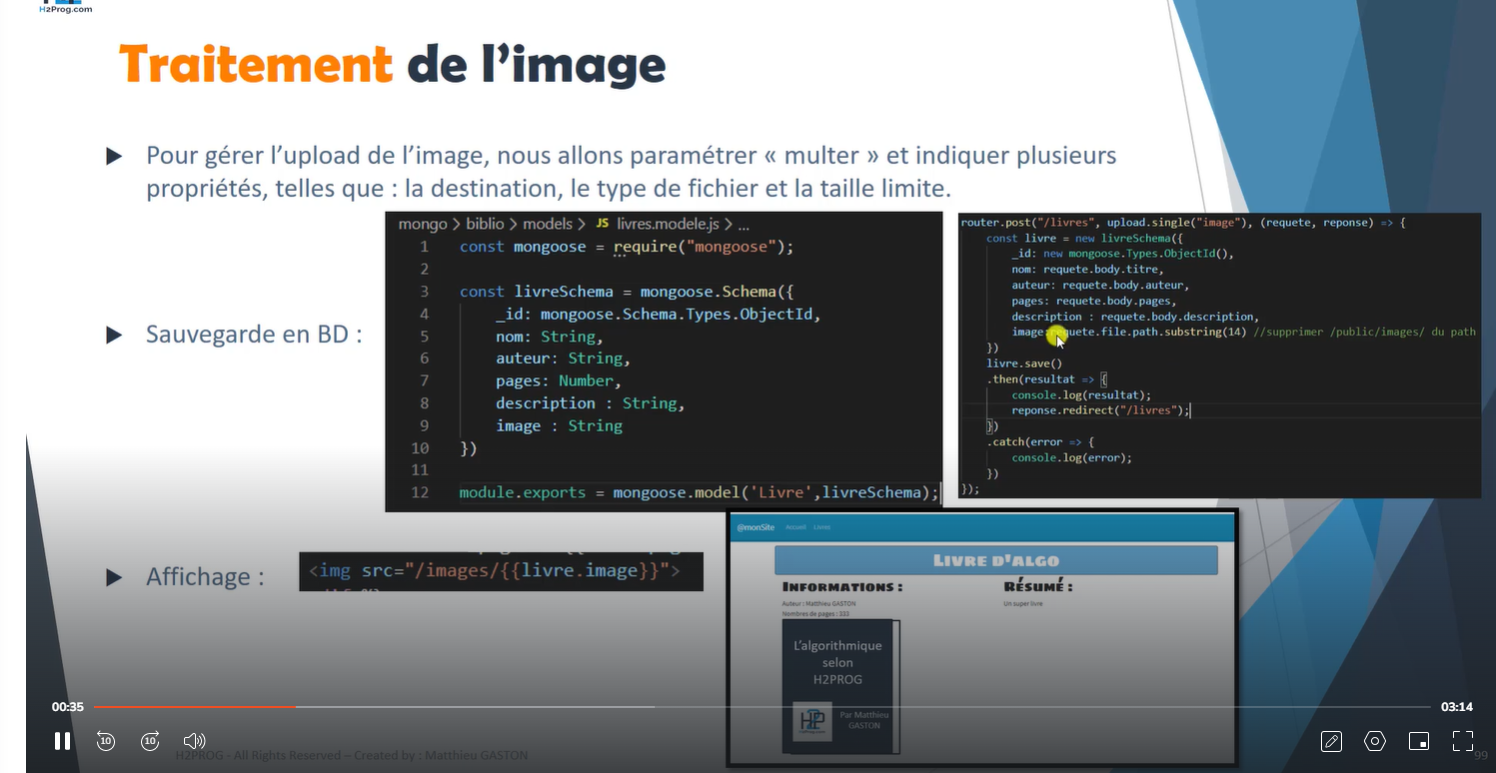 H2Prog.com
Traitement de l'image
Pour gérer l'upload de l'image, nous allons paramétrer « multer » et indiquer plusieurs
propriétés, telles que : la destination, le type de fichier et la taille limite.
Sauvegarde en BD :
mongo > biblio > models > JS livres.modele.js > ...
1 const mongoose = require("mongoose");
2
3 const livreSchema = mongoose.Schema({
4 _id: mongoose.Schema.Types.ObjectId,
5 nom: String,
6 auteur: String,
7 pages: Number,
8 description : String,
9 image : String
10 })
11
12 module.exports = mongoose.model('Livre',livreSchema);
router.post("/livres", upload.single("image"), (requete, reponse) => {
const livre = new livreSchema({
_id: new mongoose.Types.ObjectId(),
nom: requete.body.titre,
auteur: requete.body.auteur,
pages: requete.body.pages,
description : requete.body.description,
image:requete.file.path.substring(14) //supprimer /public/images/ du path
})
livre.save()
.then(resultat => {
console.log(resultat);
reponse.redirect("/livres");
})
.catch(error => {
console.log(error);
})
});
Affichage :
<img src="/images/{{livre.image}}">
@monSite Accueil Livres
Livre d'algo
Informations :
Auteur : Matthieu GASTON
Nombres de pages : 222
Résumé :
Un super livre
L'algorithmique
selon
H2PROG
Par Matthieu
GASTON
00:35
03:14
10
10
H2PROG - All Rights Reserved – Created by : Matthieu GASTON
99